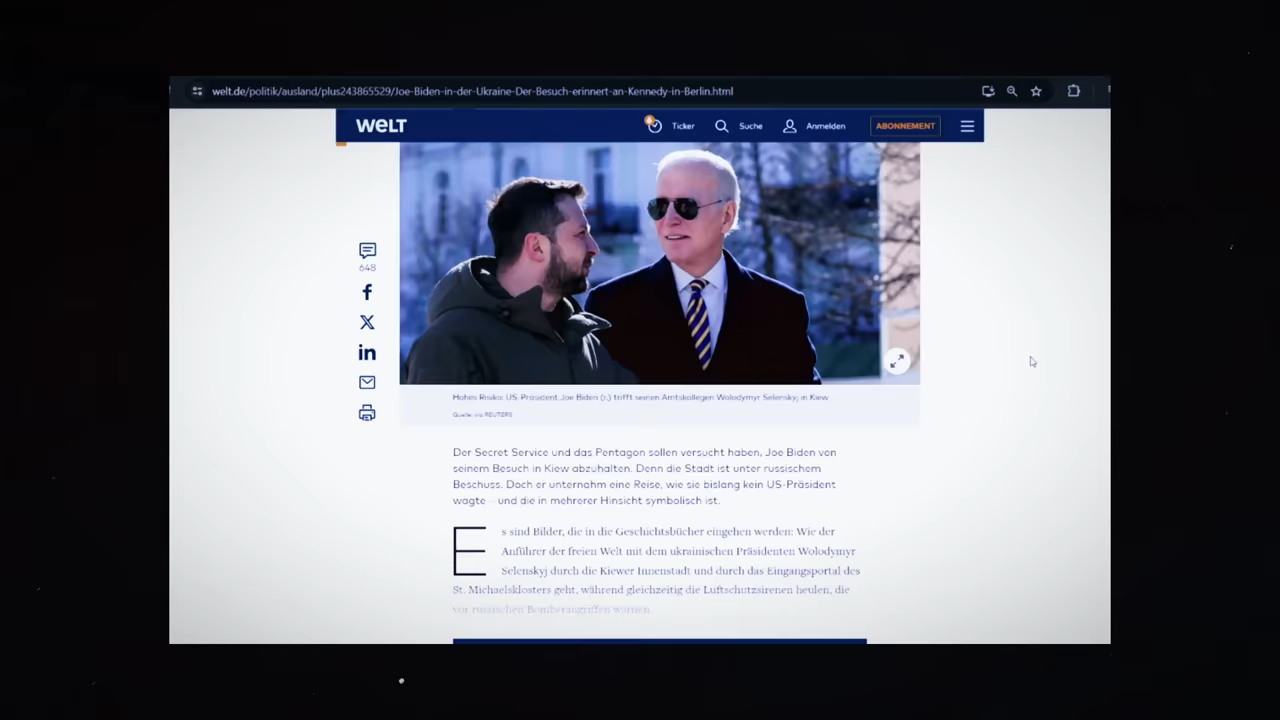 welt.de/politik/ausland/plus243865529/Joe-Biden-in-der-Ukraine-Der-Besuch-erinnert-an-Kennedy-in-Berlin.html
WELT
6
Ticker
Suche
Anmelden
ABONNEMENT
648
Hohes Risiko: US-Präsident Joe Biden (r.) trifft seinen Amtskollegen Wolodymyr Selensky; in Kiew
Quelle: via REUTERS
Der Secret Service und das Pentagon sollen versucht haben, Joe Biden von
seinem Besuch in Kiew abzuhalten. Denn die Stadt ist unter russischem
Beschuss. Doch er unternahm eine Reise, wie sie bislang kein US-Präsident
wagte – und die in mehrerer Hinsicht symbolisch ist.
Es sind Bilder, die in die Geschichtsbücher eingehen werden: Wie der
Anführer der freien Welt mit dem ukrainischen Präsidenten Wolodymyr
Selenskyj durch die Kiewer Innenstadt und durch das Eingangsportal des
St. Michaelsklosters geht, während gleichzeitig die Luftschutzsirenen heulen, die
vor russischen Bomberangriffen warnen.